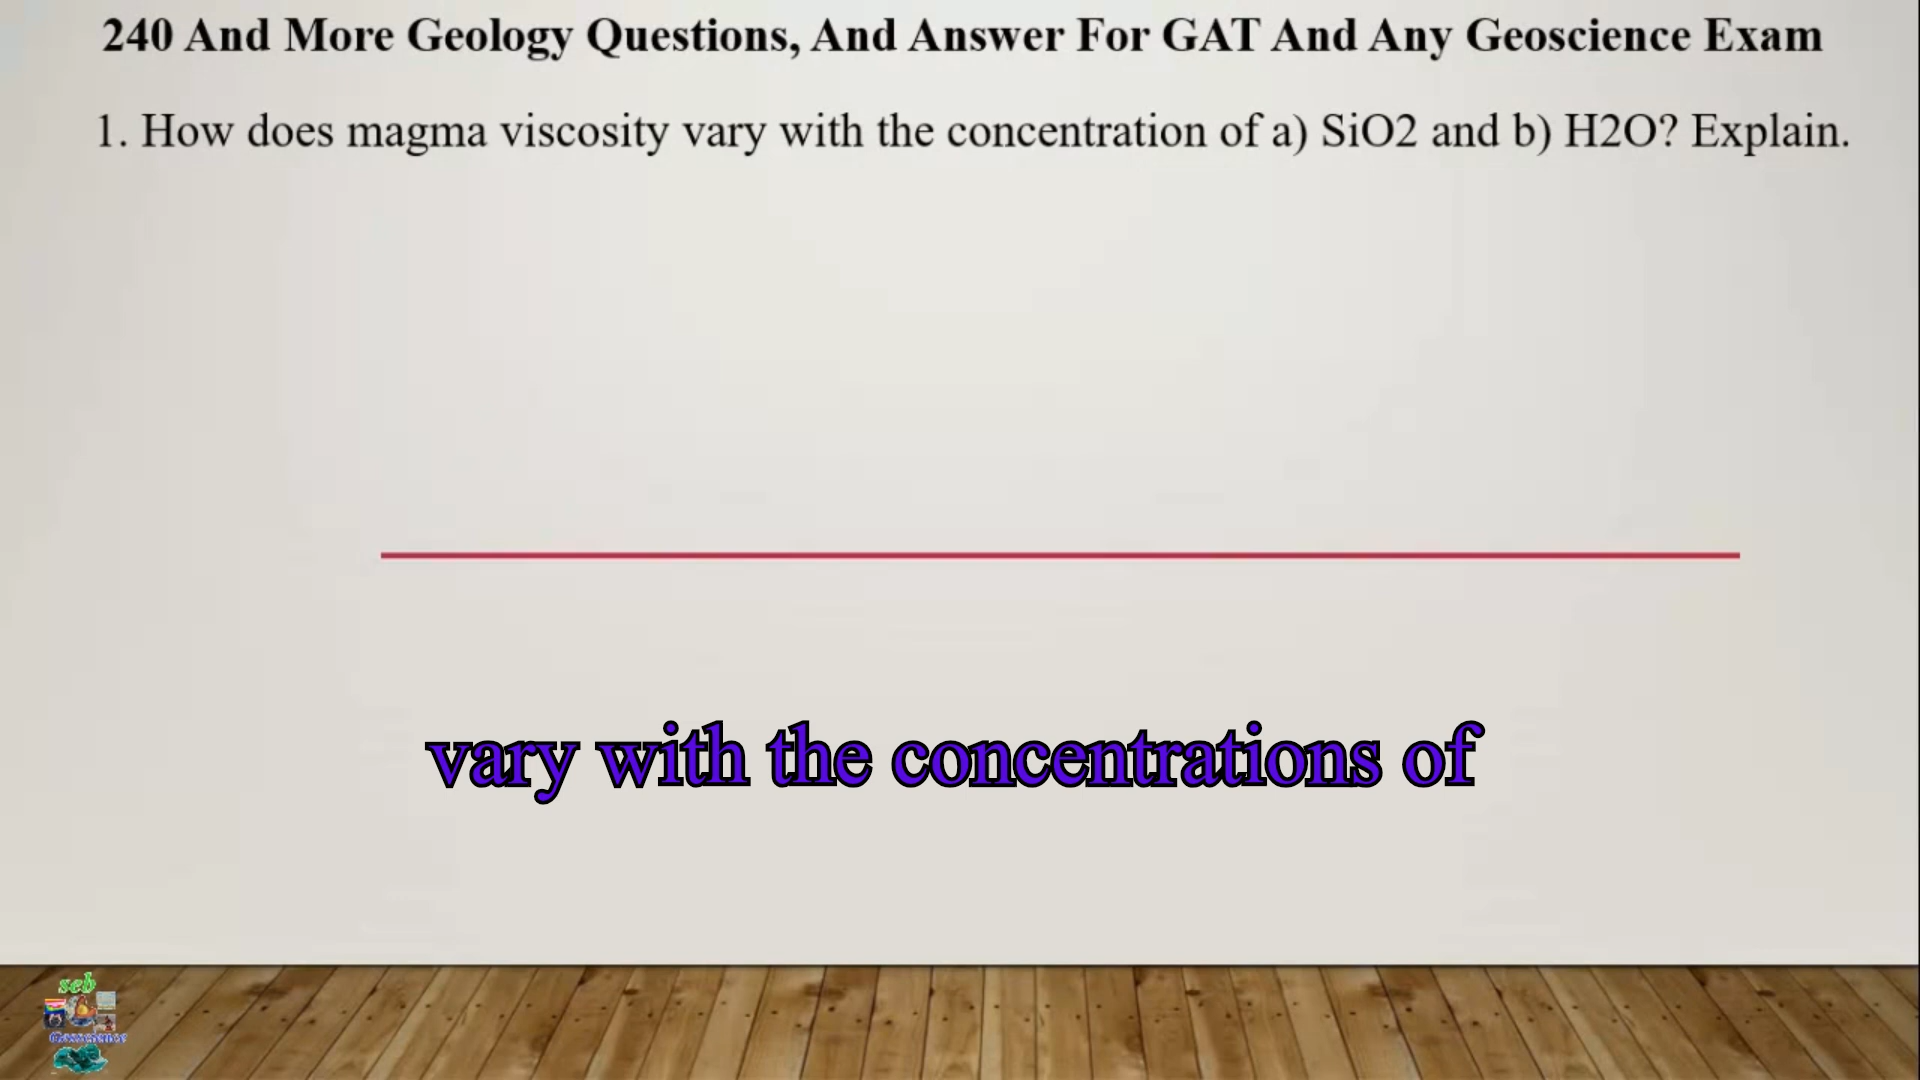 240 And More Geology Questions, And Answer For GAT And Any Geoscience Exam
1. How does magma viscosity vary with the concentration of a) SiO2 and b) H2O? Explain.
vary with the concentrations of
seb
Geoscience